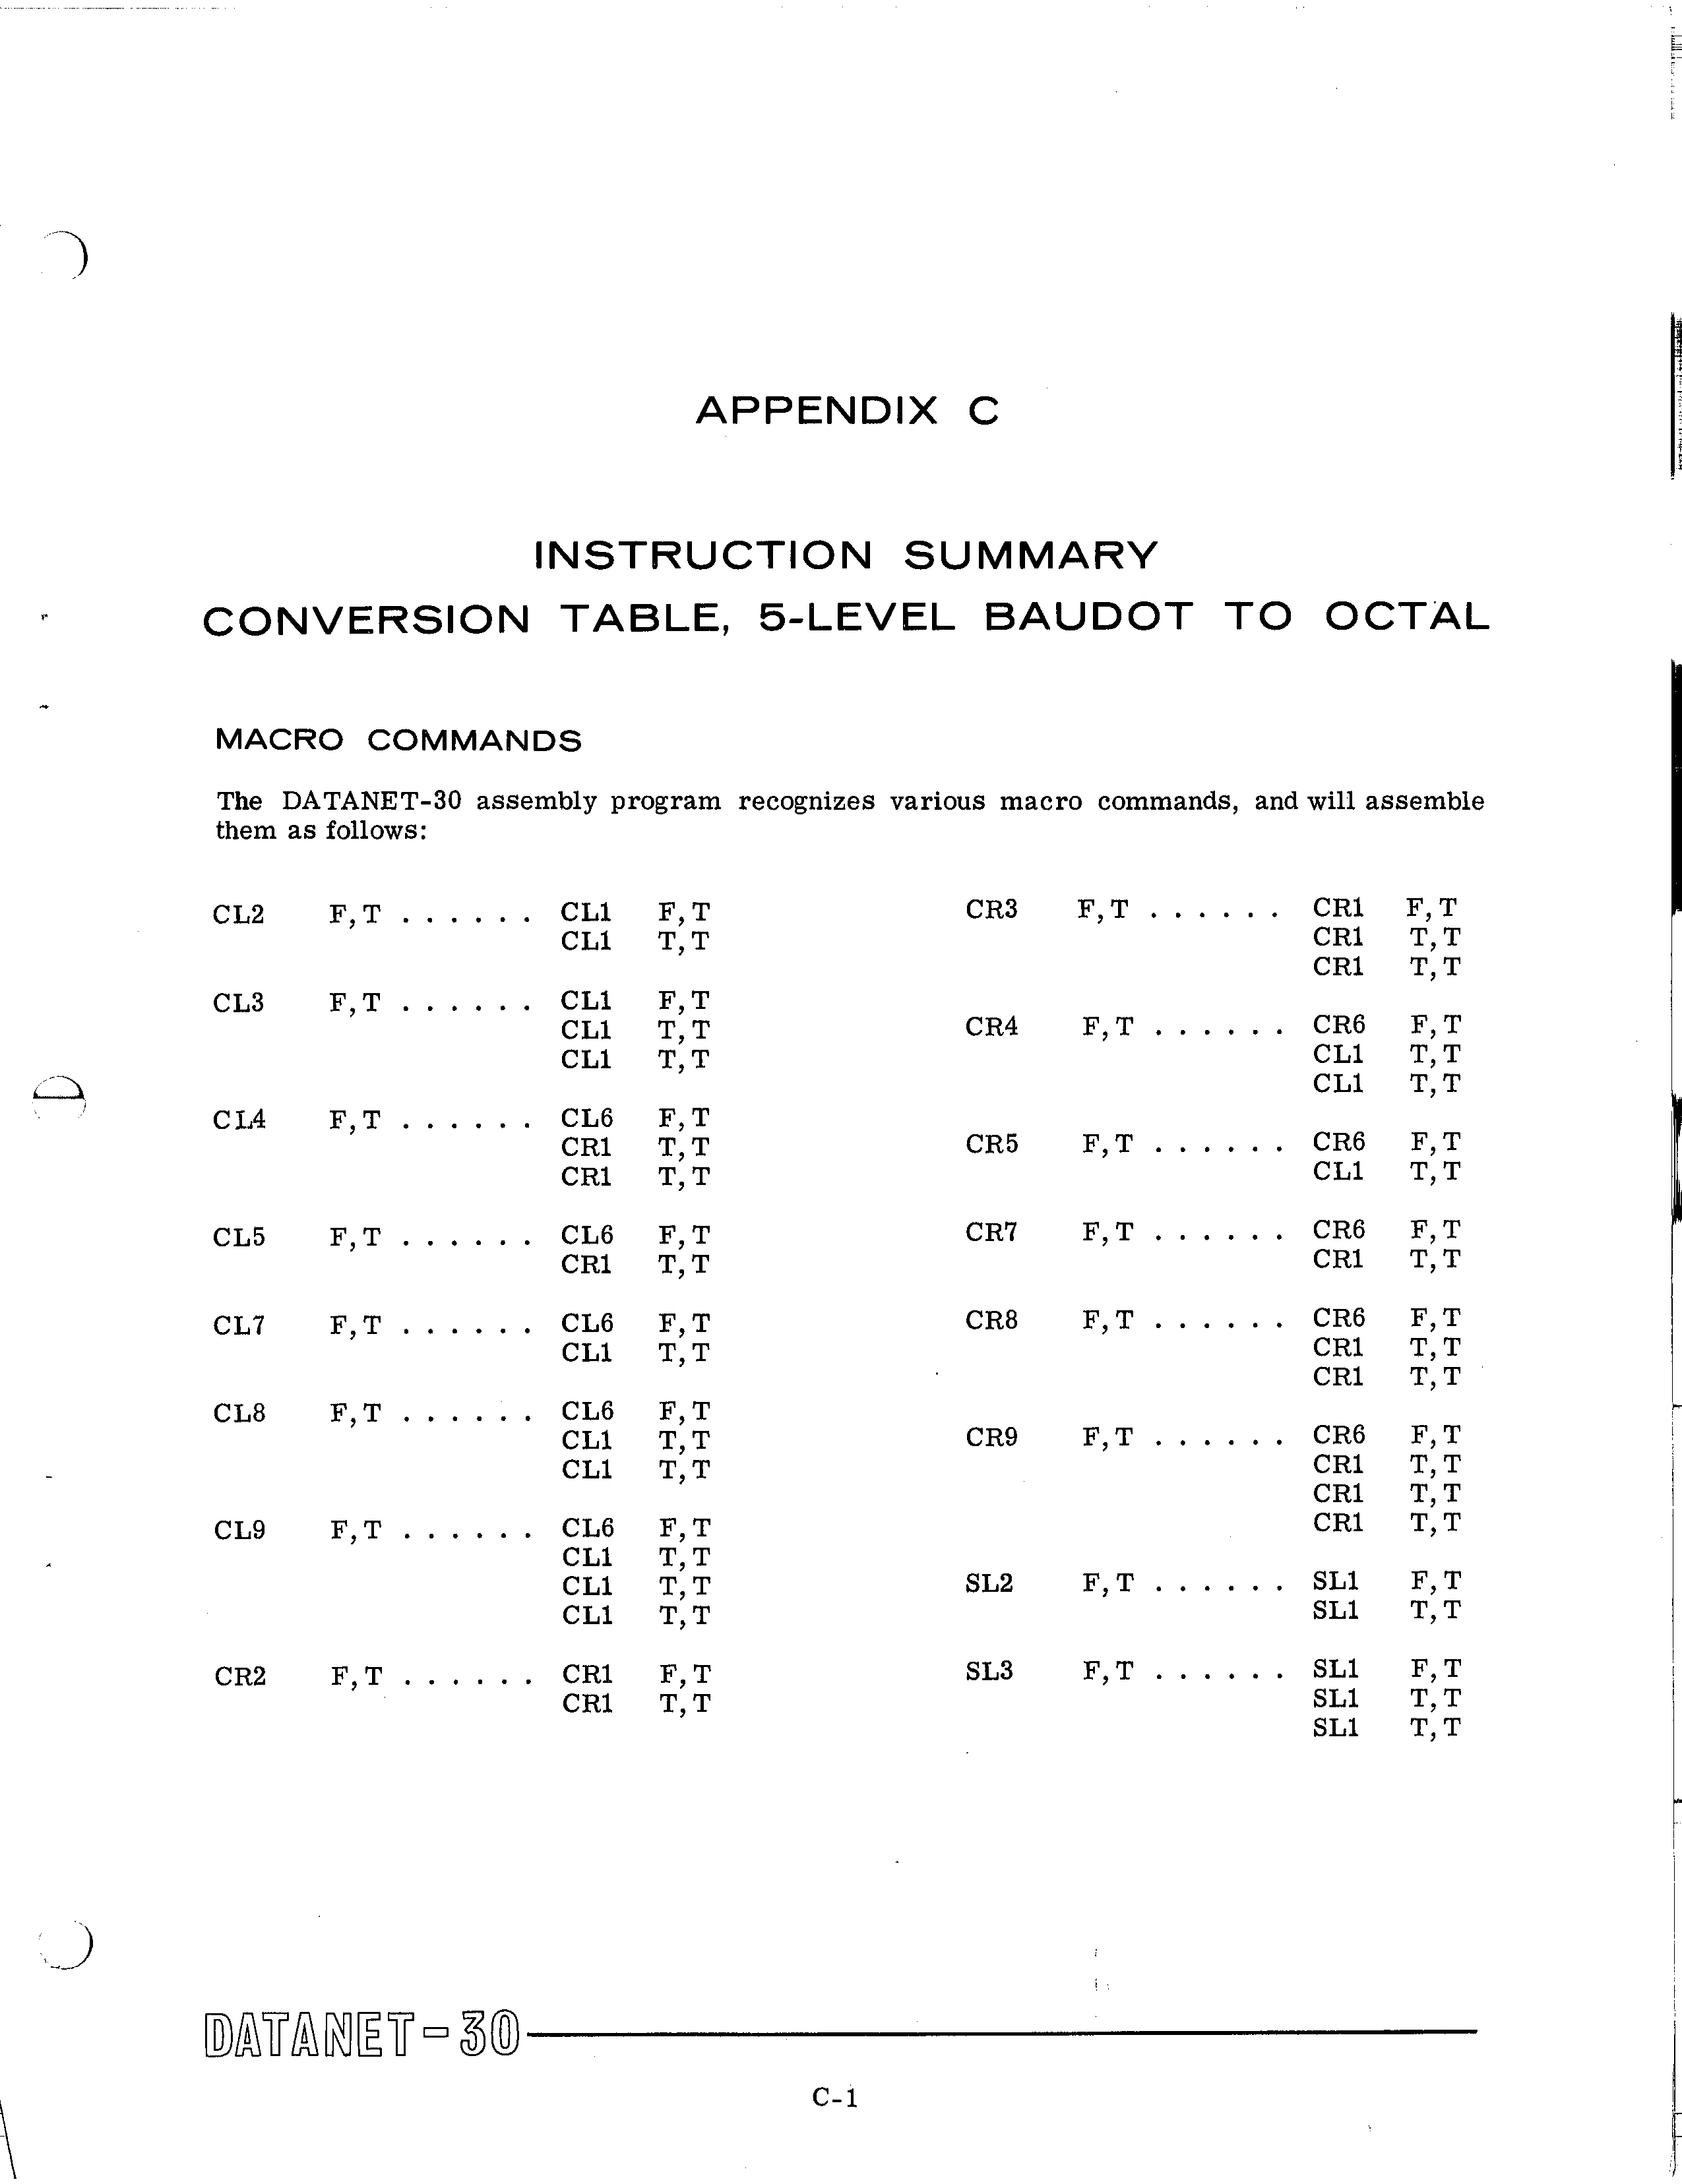 APPENDIX C
INSTRUCTION SUMMARY
CONVERSION TABLE, 5-LEVEL BAUDOT TO OCTAL
MACRO COMMANDS
The DATANET-30 assembly program recognizes various macro commands, and will assemble
them as follows:
CL2 F,T . . . . . . CL1 F,T
CL1 T,T
CL3 F,T . . . . . . CL1 F,T
CL1 T,T
CL1 T,T
CL4 F,T . . . . . . CL6 F,T
CR1 T,T
CR1 T,T
CL5 F,T . . . . . . CL6 F,T
CR1 T,T
CL7 F,T . . . . . . CL6 F,T
CL1 T,T
CL8 F,T . . . . . . CL6 F,T
CL1 T,T
CL1 T,T
CL9 F,T . . . . . . CL6 F,T
CL1 T,T
CL1 T,T
CL1 T,T
CR2 F,T . . . . . . CR1 F,T
CR1 T,T
CR3 F,T . . . . . . CR1 F,T
CR1 T,T
CR1 T,T
CR4 F,T . . . . . . CR6 F,T
CL1 T,T
CL1 T,T
CR5 F,T . . . . . . CR6 F,T
CL1 T,T
CR7 F,T . . . . . . CR6 F,T
CR1 T,T
CR8 F,T . . . . . . CR6 F,T
CR1 T,T
CR1 T,T
CR9 F,T . . . . . . CR6 F,T
CR1 T,T
CR1 T,T
CR1 T,T
SL2 F,T . . . . . . SL1 F,T
SL1 T,T
SL3 F,T . . . . . . SL1 F,T
SL1 T,T
SL1 T,T
DATANET-30
C-1